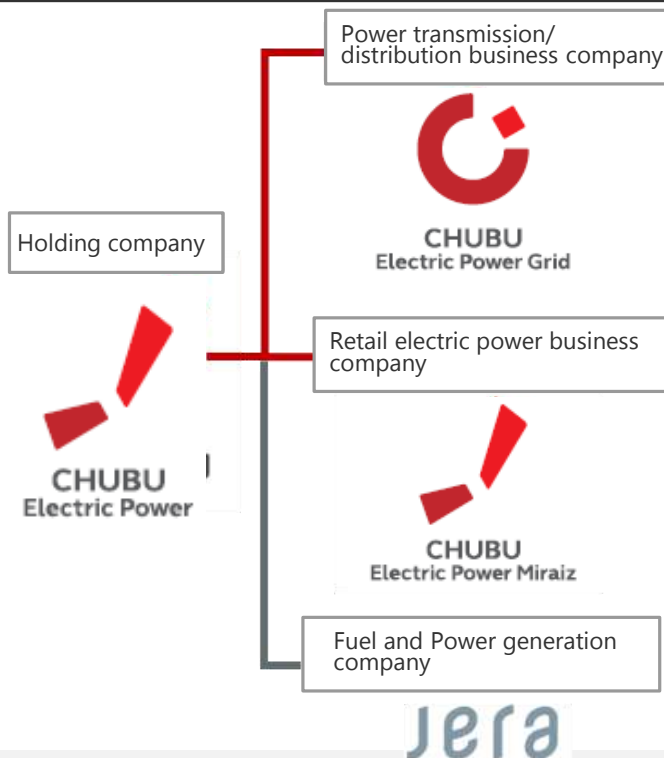 Power transmission/
distribution business company
CHUBU
Electric Power Grid
Holding company
CHUBU
Electric Power
Retail electric power business
company
CHUBU
Electric Power Miraiz
Fuel and Power generation
company
Jera